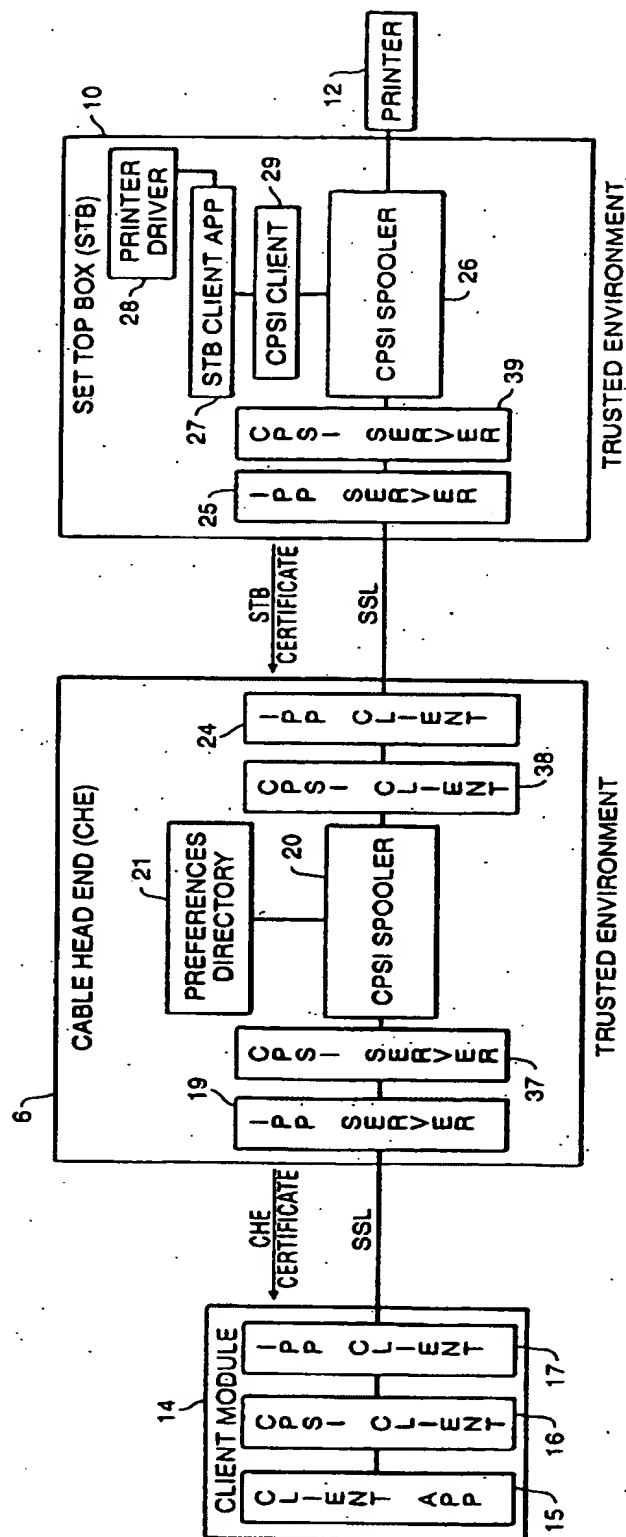 14
CLIENT MODULE
CLIENT APP
15
CPSI CLIENT
16
IPP CLIENT
17
CHE
CERTIFICATE
SSL
6
CABLE HEAD END (CHE)
21
PREFERENCES
DIRECTORY
19
IPP SERVER
CPSI SERVER
37
20
CPSI SPOOLER
CPSI CLIENT
38
24
IPP CLIENT
TRUSTED ENVIRONMENT
STB
CERTIFICATE
SSL
10
SET TOP BOX (STB)
PRINTER
DRIVER
28
STB CLIENT APP
27
29
CPSI CLIENT
25
IPP SERVER
CPSI SERVER
39
CPSI SPOOLER
26
TRUSTED ENVIRONMENT
12
PRINTER